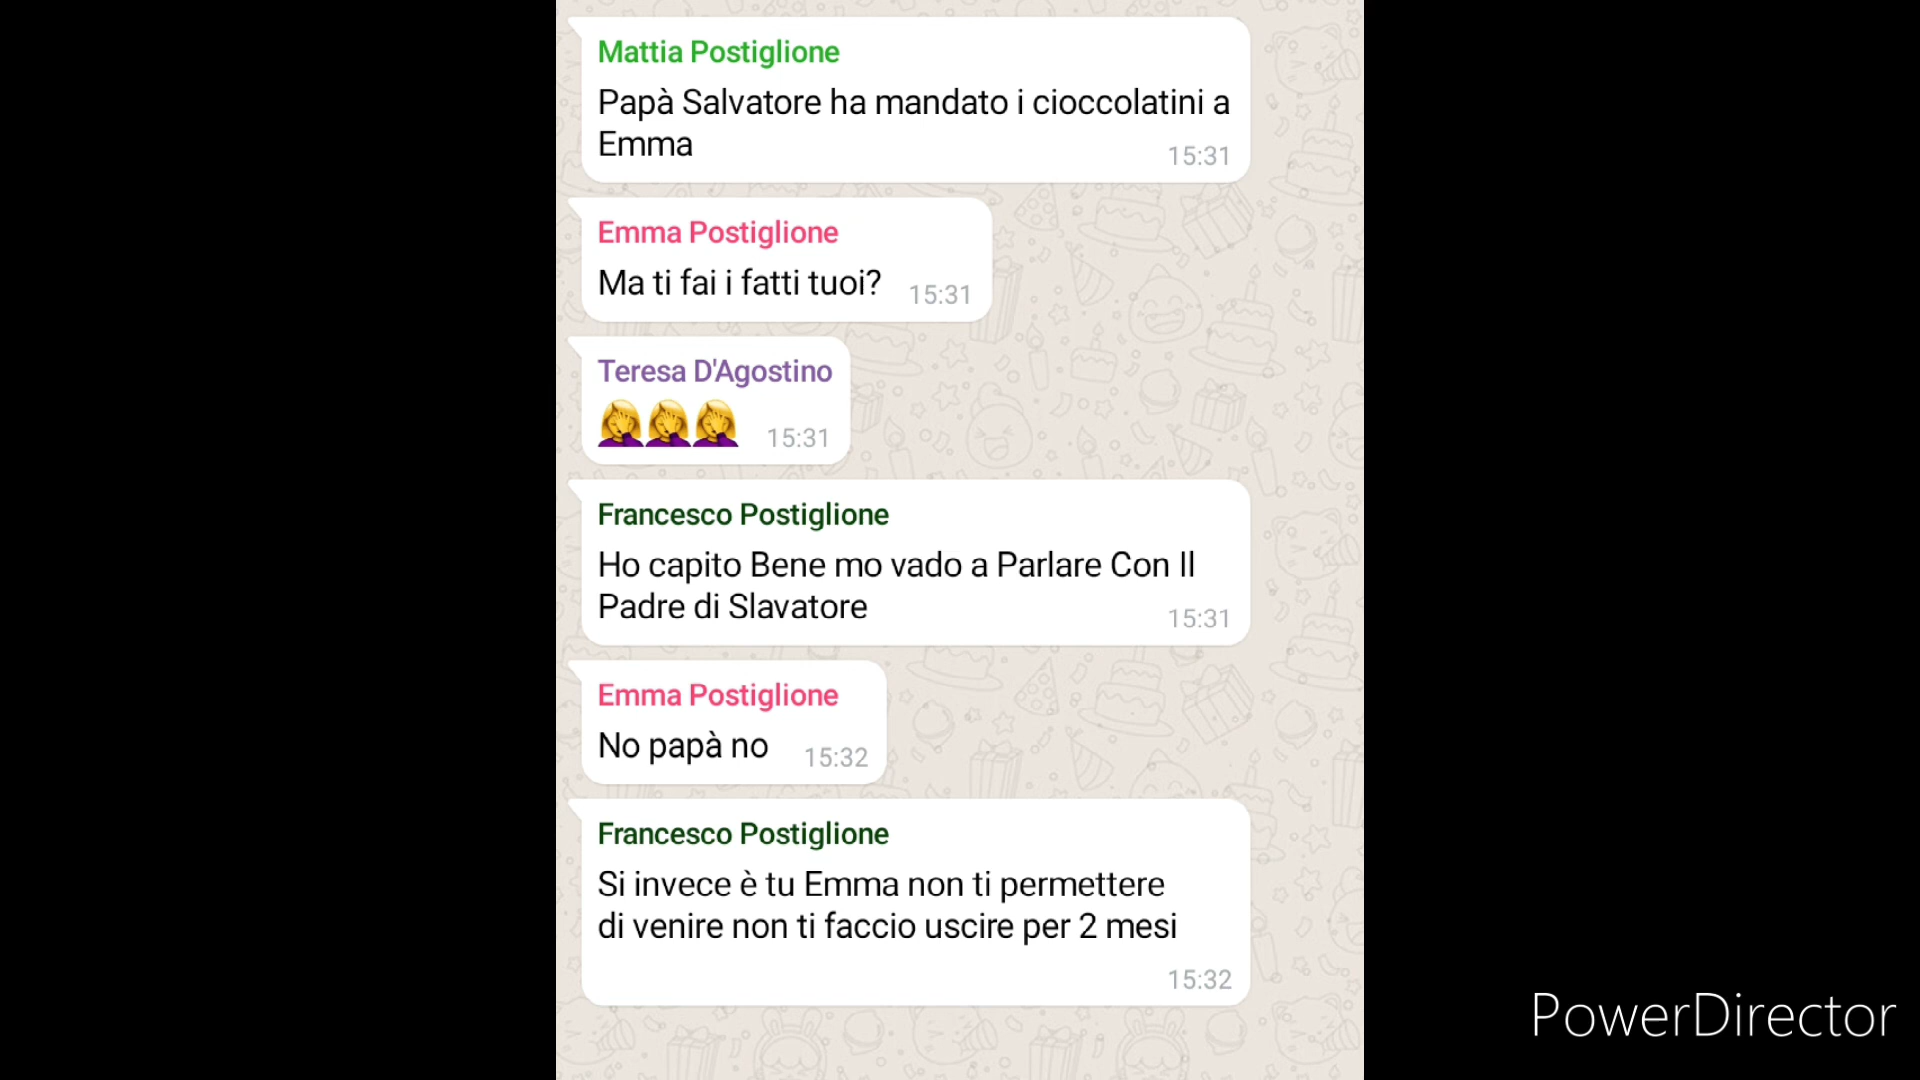 Mattia Postiglione
Papà Salvatore ha mandato i cioccolatini a
Emma
15:31
Emma Postiglione
Ma ti fai i fatti tuoi?
15:31
Teresa D'Agostino
🤦‍♀️🤦‍♀️🤦‍♀️
15:31
Francesco Postiglione
Ho capito Bene mo vado a Parlare Con Il
Padre di Slavatore
15:31
Emma Postiglione
No papà no
15:32
Francesco Postiglione
Si invece è tu Emma non ti permettere
di venire non ti faccio uscire per 2 mesi
15:32
PowerDirector